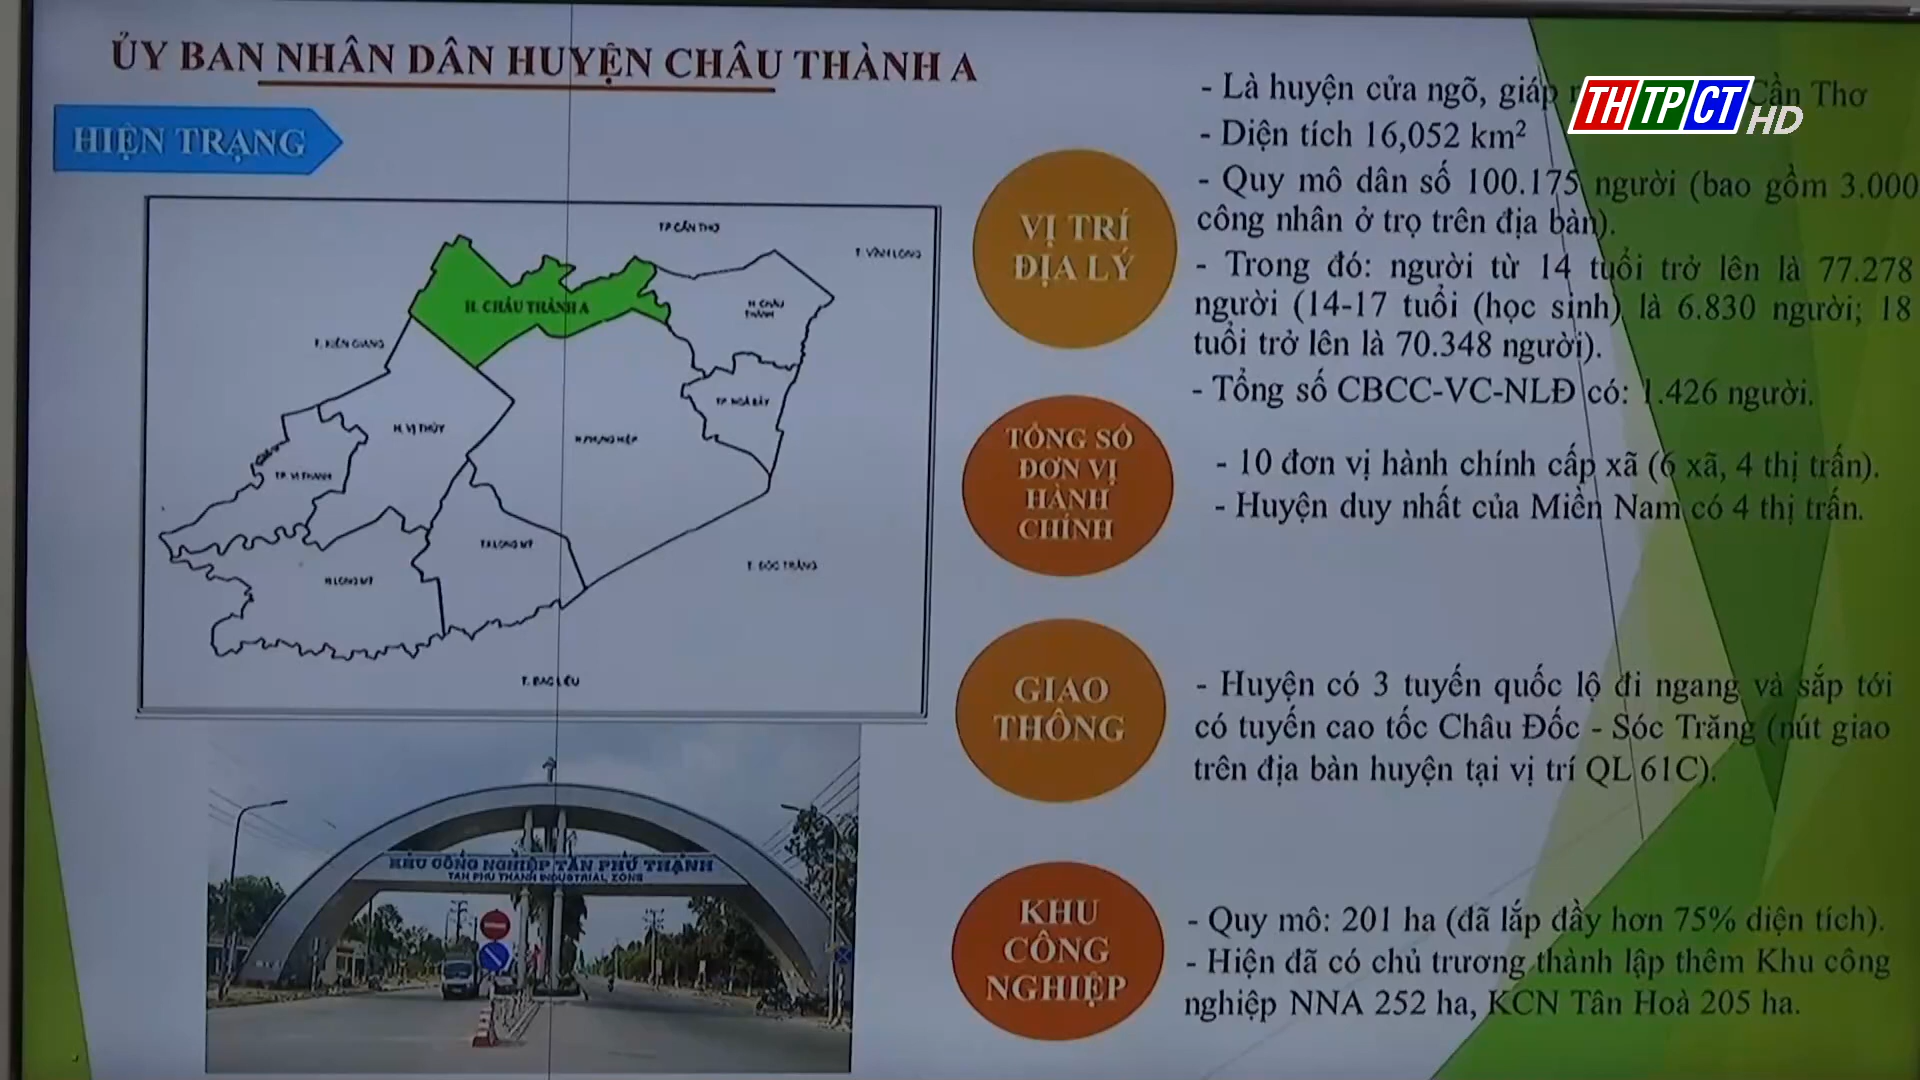 ỦY BAN NHÂN DÂN HUYỆN CHÂU THÀNH A
HIỆN TRẠNG
TP CẦN THƠ
T. VĨNH LONG
H. CHÂU THÀNH A
H. CHÂU
THÀNH
T. KIÊN GIANG
TP. NGÃ BẢY
H. VỊ THỦY
H. PHỤNG HIỆP
TP. VỊ THANH
TX LONG MỸ
H. LONG MỸ
T. SÓC TRĂNG
T. BẠC LIÊU
KHU CÔNG NGHIỆP TÂN PHÚ THẠNH
TAN PHU THANH INDUSTRIAL ZONE
VỊ TRÍ
ĐỊA LÝ
- Là huyện cửa ngõ, giáp Cần Thơ
THTPCT HD
- Diện tích 16,052 km²
- Quy mô dân số 100.175 người (bao gồm 3.000
công nhân ở trọ trên địa bàn).
- Trong đó: người từ 14 tuổi trở lên là 77.278
người (14-17 tuổi (học sinh) là 6.830 người; 18
tuổi trở lên là 70.348 người).
- Tổng số CBCC-VC-NLĐ có: 1.426 người.
TỔNG SỐ
ĐƠN VỊ
HÀNH
CHÍNH
- 10 đơn vị hành chính cấp xã (6 xã, 4 thị trấn).
- Huyện duy nhất của Miền Nam có 4 thị trấn.
GIAO
THÔNG
- Huyện có 3 tuyến quốc lộ đi ngang và sắp tới
có tuyến cao tốc Châu Đốc - Sóc Trăng (nút giao
trên địa bàn huyện tại vị trí QL 61C).
KHU
CÔNG
NGHIỆP
- Quy mô: 201 ha (đã lắp đầy hơn 75% diện tích).
- Hiện đã có chủ trương thành lập thêm Khu công
nghiệp NNA 252 ha, KCN Tân Hoà 205 ha.